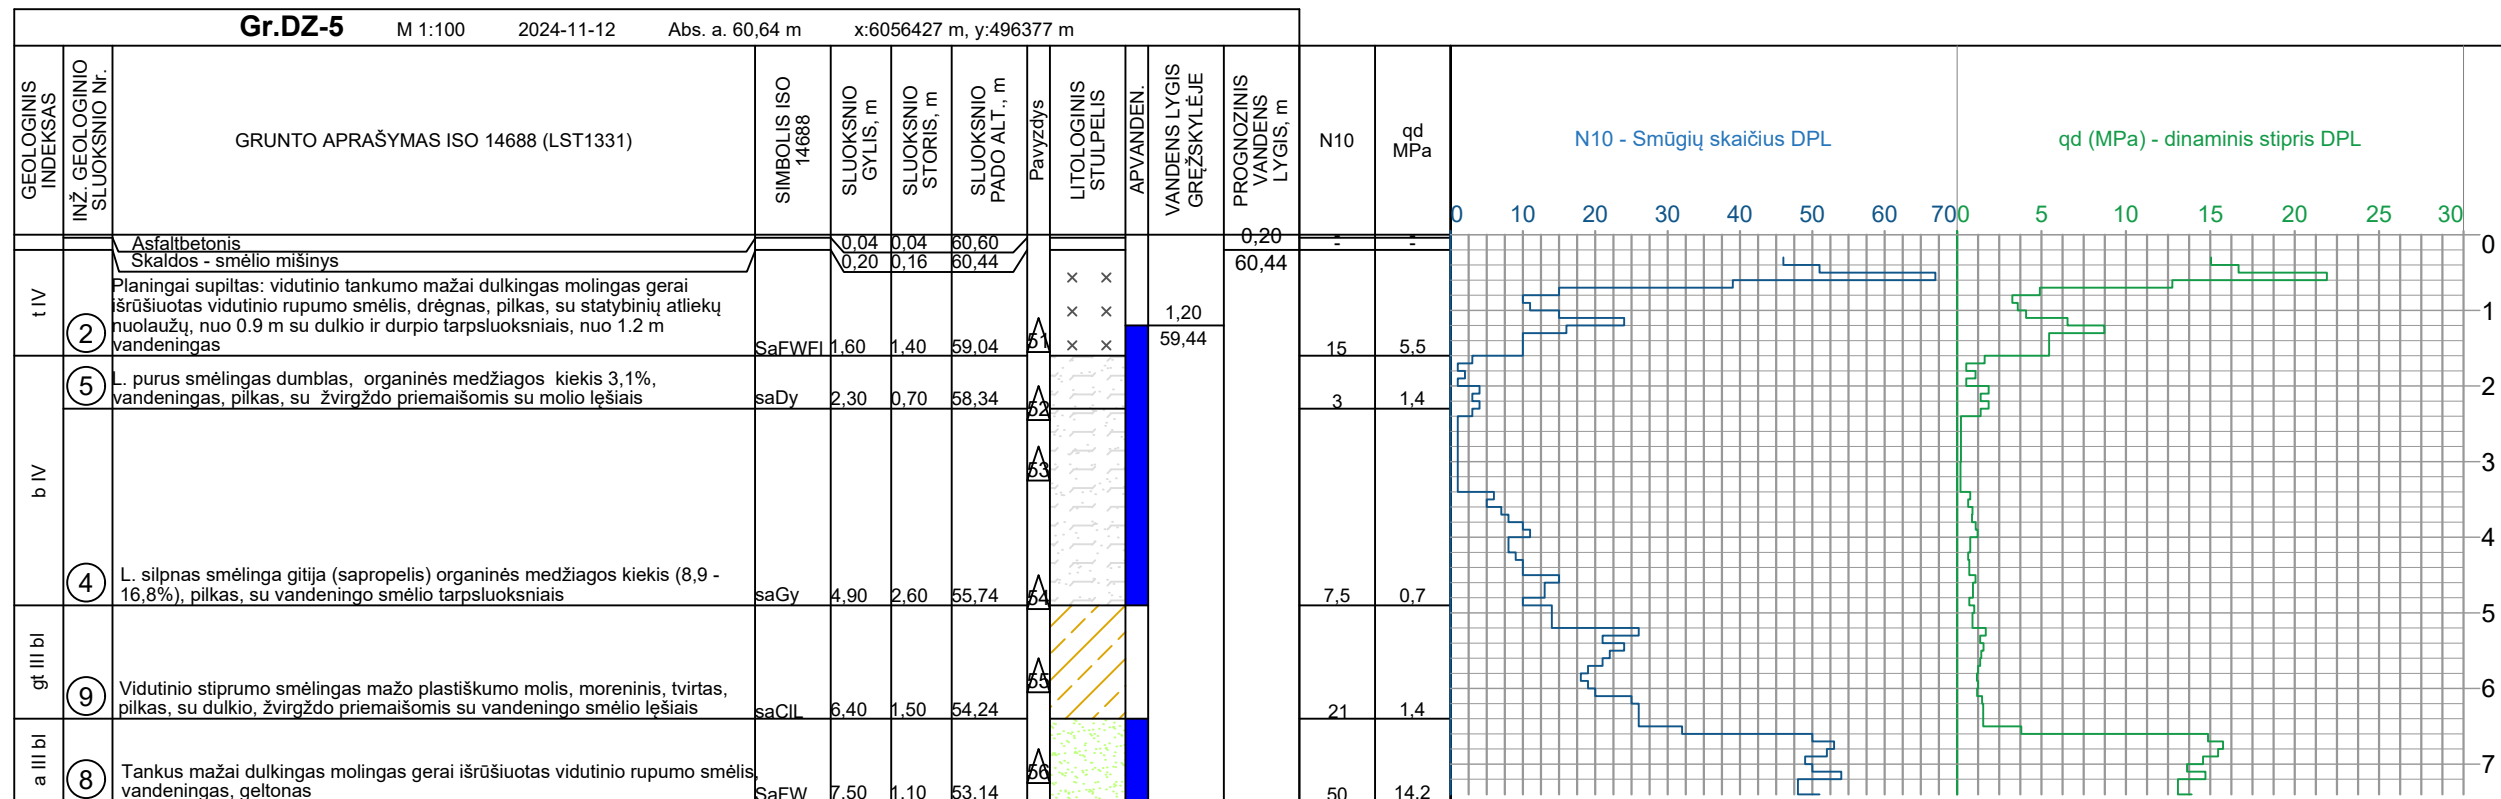 Gr.DZ-5 M 1:100 2024-11-12 Abs. a. 60,64 m x:6056427 m, y:496377 m
GEOLOGINIS
INDEKSAS
INŽ. GEOLOGINIO
SLUOKSNIO Nr.
GRUNTO APRAŠYMAS ISO 14688 (LST1331)
SIMBOLIS ISO
14688
SLUOKSNIO
GYLIS, m
SLUOKSNIO
STORIS, m
SLUOKSNIO
PADO ALT., m
Pavyzdys
LITOLOGINIS
STULPELIS
APVANDEN.
VANDENS LYGIS
GRĘŽSKYLĖJE
PROGNOZINIS
VANDENS
LYGIS, m
N10
qd
MPa
N10 - Smūgių skaičius DPL
qd (MPa) - dinaminis stipris DPL
0 10 20 30 40 50 60 70
0 5 10 15 20 25 30
Asfaltbetonis 0,04 0,04 60,60 - -
Skaldos - smėlio mišinys 0,20 0,16 60,44 - -
0,20
60,44
t IV
2
Planingai supiltas: vidutinio tankumo mažai dulkingas molingas gerai
išrūšiuotas vidutinio rupumo smėlis, drėgnas, pilkas, su statybinių atliekų
nuolaužų, nuo 0.9 m su dulkio ir durpio tarpsluoksniais, nuo 1.2 m
vandeningas
SaFWFI 1,60 1,40 59,04 51 15 5,5
1,20
59,44
b IV
5
L. purus smėlingas dumblas, organinės medžiagos kiekis 3,1%,
vandeningas, pilkas, su žvirgždo priemaišomis su molio lęšiais
saDy 2,30 0,70 58,34 52 3 1,4
53
4
L. silpnas smėlinga gitija (sapropelis) organinės medžiagos kiekis (8,9 -
16,8%), pilkas, su vandeningo smėlio tarpsluoksniais
saGy 4,90 2,60 55,74 54 7,5 0,7
gt III bl
9
Vidutinio stiprumo smėlingas mažo plastiškumo molis, moreninis, tvirtas,
pilkas, su dulkio, žvirgždo priemaišomis su vandeningo smėlio lęšiais
saClL 6,40 1,50 54,24 55 21 1,4
a III bl
8
Tankus mažai dulkingas molingas gerai išrūšiuotas vidutinio rupumo smėlis,
vandeningas, geltonas
SaFW 7,50 1,10 53,14 56 50 14,2
0
1
2
3
4
5
6
7